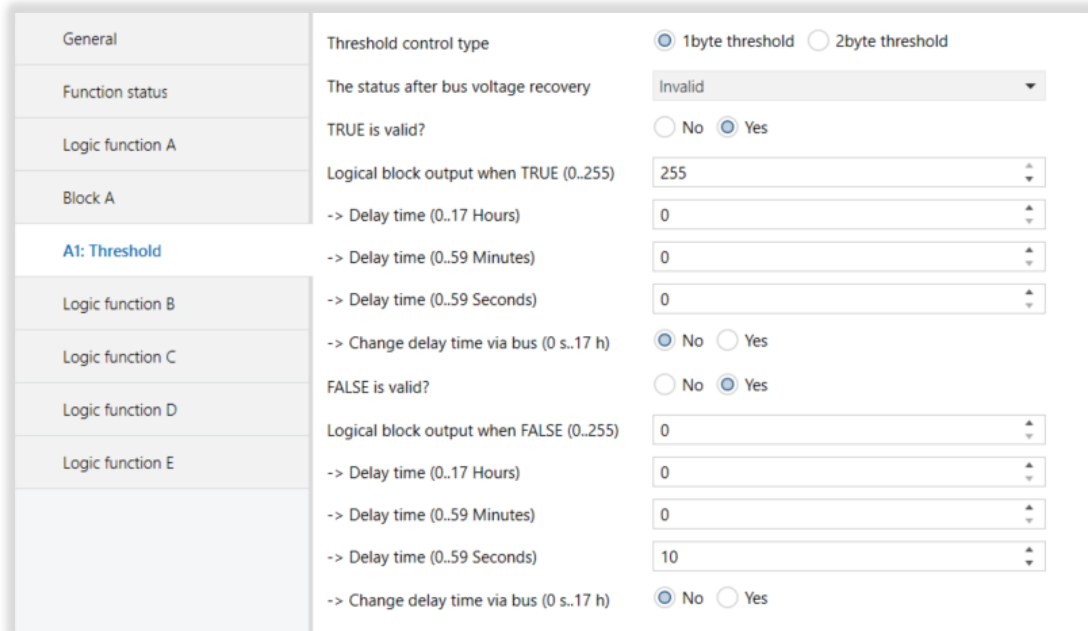 General
Function status
Logic function A
Block A
A1: Threshold
Logic function B
Logic function C
Logic function D
Logic function E
Threshold control type 1byte threshold 2byte threshold
The status after bus voltage recovery Invalid
TRUE is valid? No Yes
Logical block output when TRUE (0..255) 255
-> Delay time (0..17 Hours) 0
-> Delay time (0..59 Minutes) 0
-> Delay time (0..59 Seconds) 0
-> Change delay time via bus (0 s..17 h) No Yes
FALSE is valid? No Yes
Logical block output when FALSE (0..255) 0
-> Delay time (0..17 Hours) 0
-> Delay time (0..59 Minutes) 0
-> Delay time (0..59 Seconds) 10
-> Change delay time via bus (0 s..17 h) No Yes